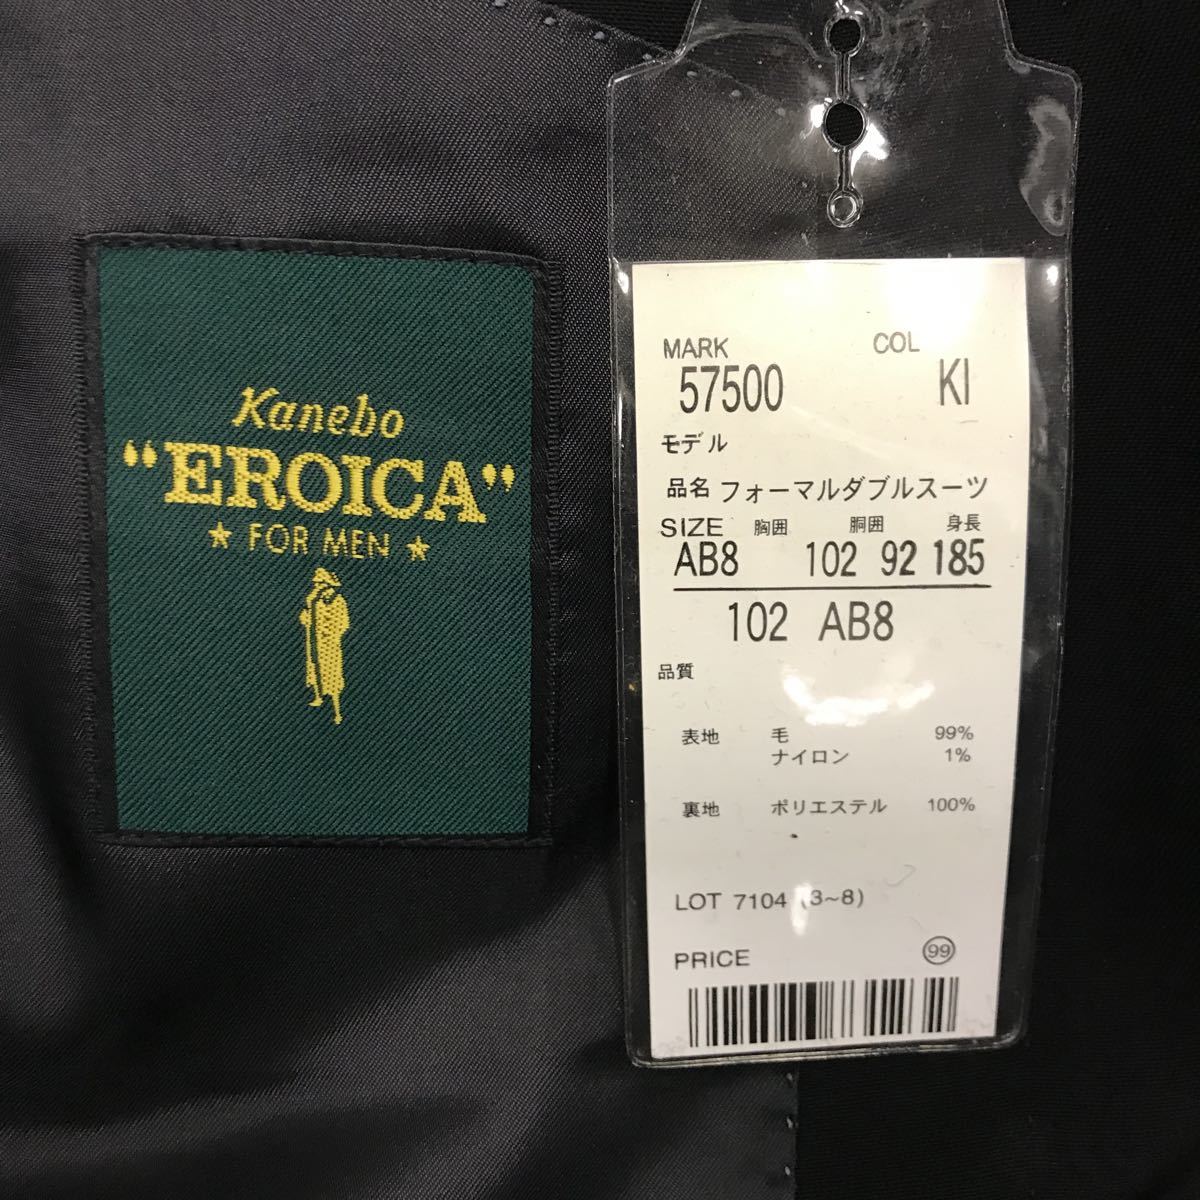 Kanebo
"EROICA"
★ FOR MEN ★
MARK COL
57500 KI
モデル
品名 フォーマルダブルスーツ
SIZE 胸囲 胴囲 身長
AB8 102 92 185
102 AB8
品質
表地 毛 99%
ナイロン 1%
裏地 ポリエステル 100%
LOT 7104 (3~8)
PRICE 99